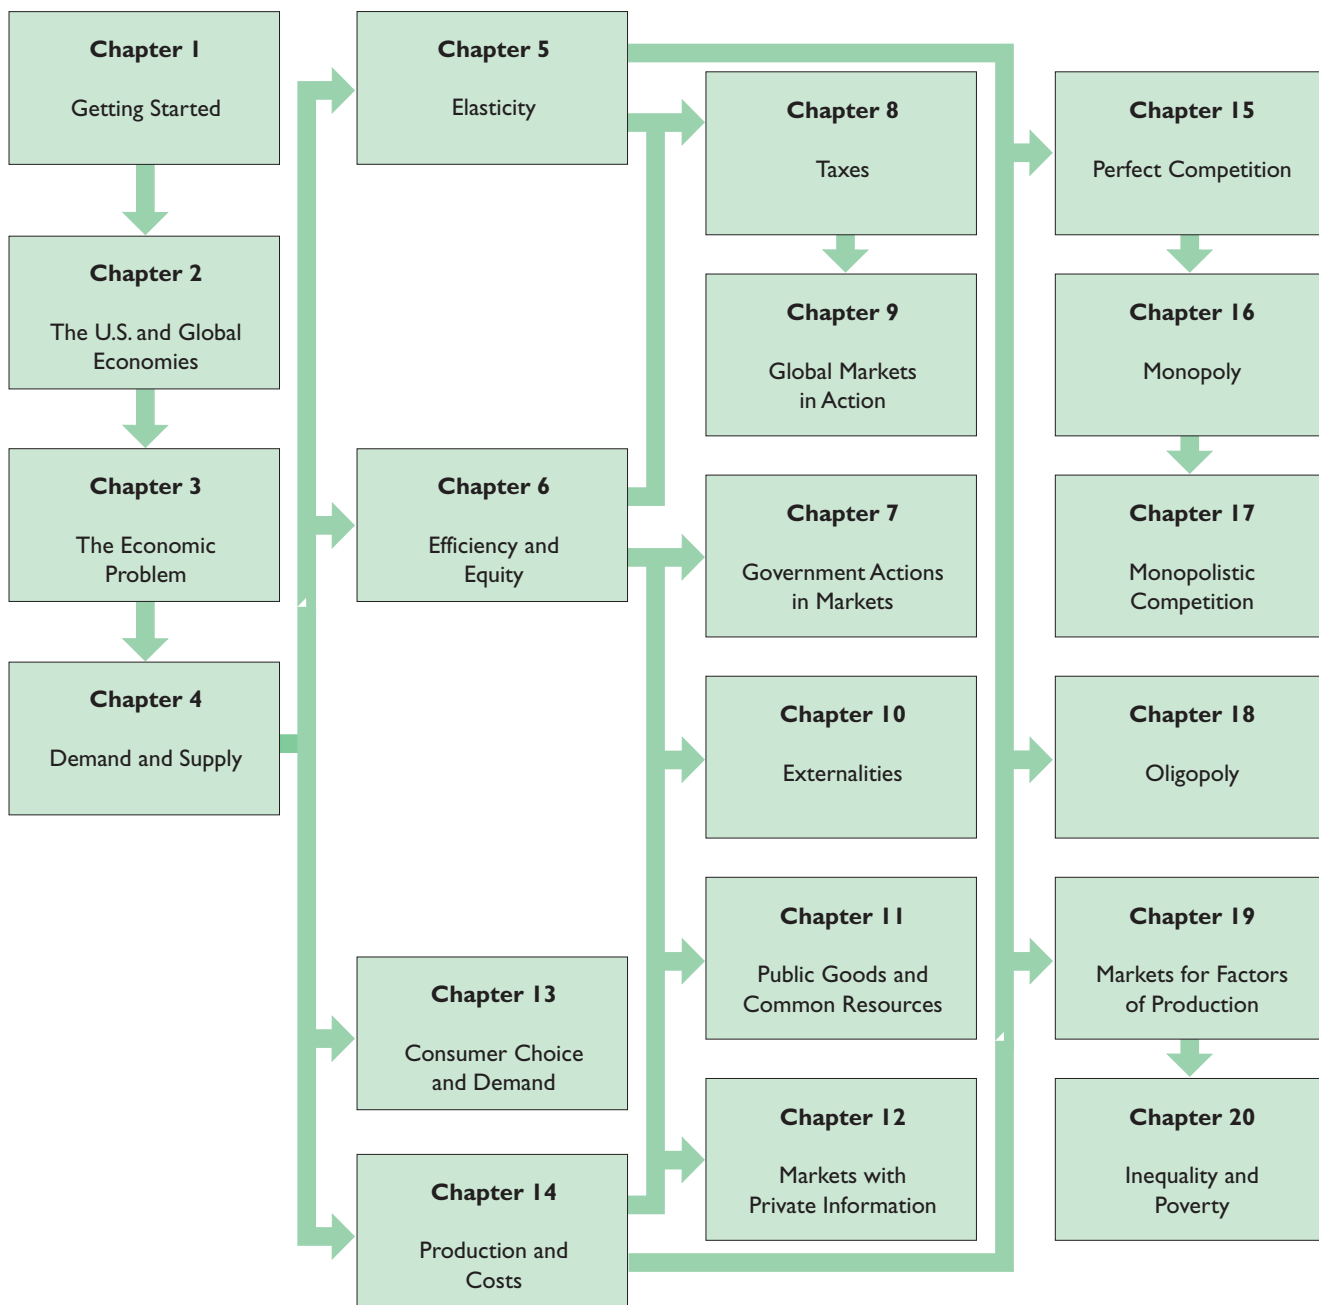 Chapter 1
Getting Started
Chapter 2
The U.S. and Global
Economies
Chapter 3
The Economic
Problem
Chapter 4
Demand and Supply
Chapter 5
Elasticity
Chapter 6
Efficiency and
Equity
Chapter 13
Consumer Choice
and Demand
Chapter 14
Production and
Costs
Chapter 8
Taxes
Chapter 9
Global Markets
in Action
Chapter 7
Government Actions
in Markets
Chapter 10
Externalities
Chapter 11
Public Goods and
Common Resources
Chapter 12
Markets with
Private Information
Chapter 15
Perfect Competition
Chapter 16
Monopoly
Chapter 17
Monopolistic
Competition
Chapter 18
Oligopoly
Chapter 19
Markets for Factors
of Production
Chapter 20
Inequality and
Poverty